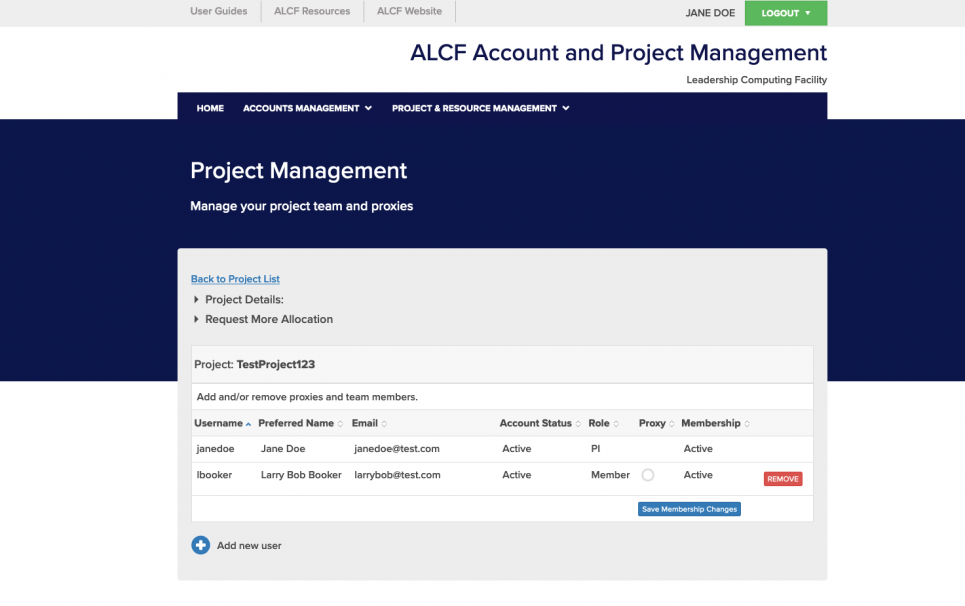 User Guides ALCF Resources ALCF Website JANE DOE LOGOUT
ALCF Account and Project Management
Leadership Computing Facility
HOME ACCOUNTS MANAGEMENT PROJECT & RESOURCE MANAGEMENT
Project Management
Manage your project team and proxies
Back to Project List
Project Details:
Request More Allocation
Project: TestProject123
Add and/or remove proxies and team members.
Username Preferred Name Email Account Status Role Proxy Membership
janedoe Jane Doe janedoe@test.com Active PI Active
lbooker Larry Bob Booker larrybob@test.com Active Member Active REMOVE
Save Membership Changes
Add new user